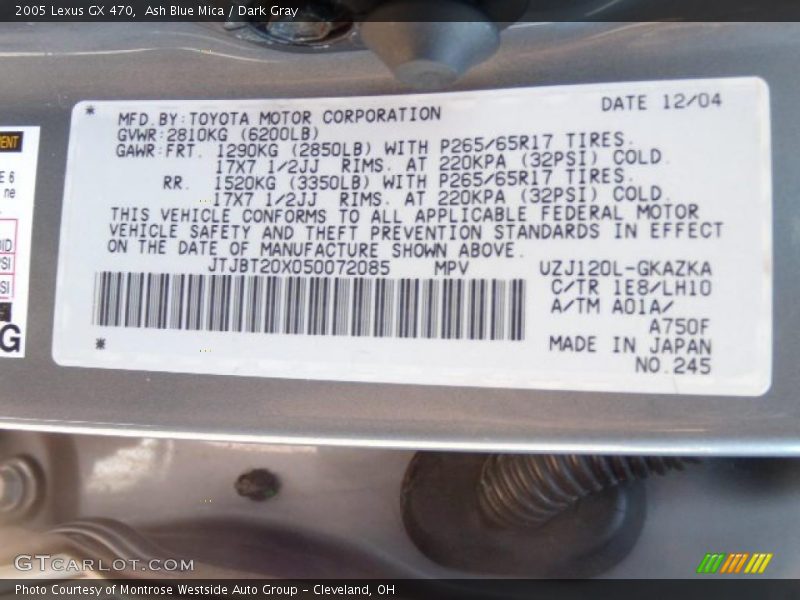 2005 Lexus GX 470, Ash Blue Mica / Dark Gray
* MFD.BY:TOYOTA MOTOR CORPORATION DATE 12/04
GVWR:2810KG (6200LB)
GAWR:FRT. 1290KG (2850LB) WITH P265/65R17 TIRES.
17X7 1/2JJ RIMS. AT 220KPA (32PSI) COLD.
RR. 1520KG (3350LB) WITH P265/65R17 TIRES.
17X7 1/2JJ RIMS. AT 220KPA (32PSI) COLD.
THIS VEHICLE CONFORMS TO ALL APPLICABLE FEDERAL MOTOR
VEHICLE SAFETY AND THEFT PREVENTION STANDARDS IN EFFECT
ON THE DATE OF MANUFACTURE SHOWN ABOVE.
JTJBT20X050072085 MPV UZJ120L-GKAZKA
C/TR 1E8/LH10
A/TM A01A/
A750F
* MADE IN JAPAN
NO.245
E 6
ne
PSI
SI
G
GTCARLOT.COM
Photo Courtesy of Montrose Westside Auto Group - Cleveland, OH